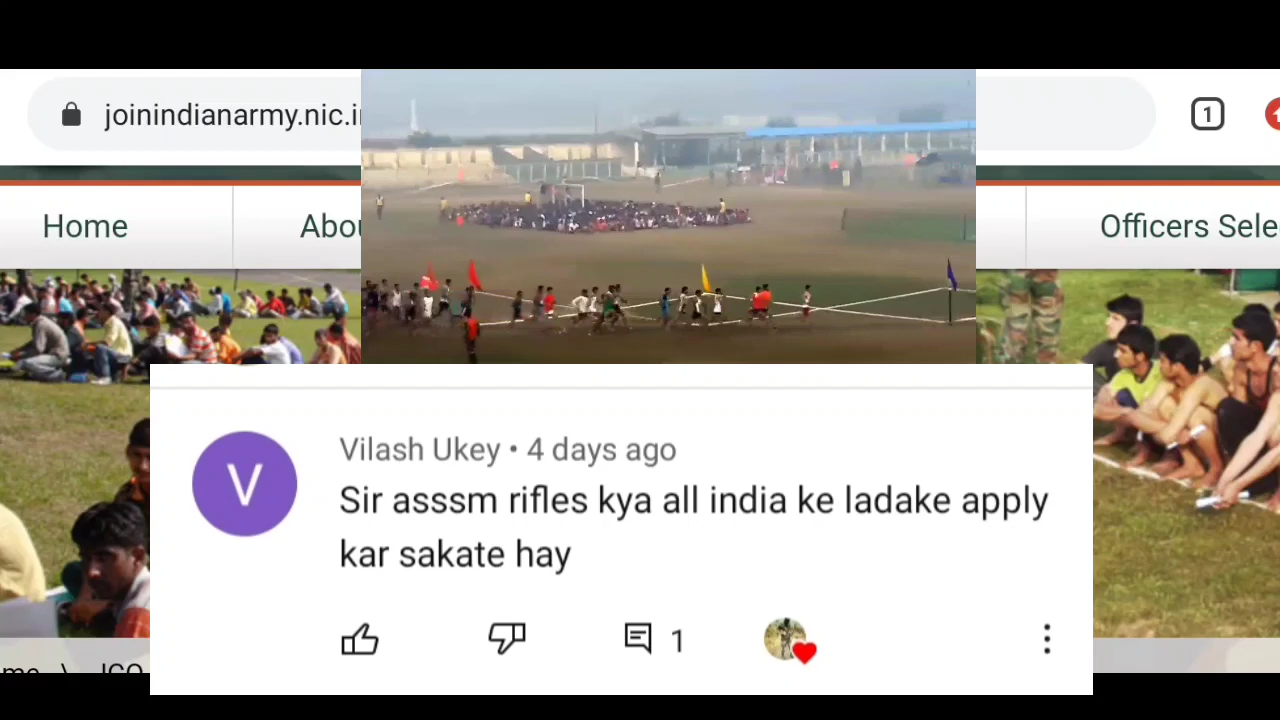 joinindianarmy.nic.i
1
Home
Abou
Officers Sele
V
Vilash Ukey • 4 days ago
Sir asssm rifles kya all india ke ladake apply
kar sakate hay
1